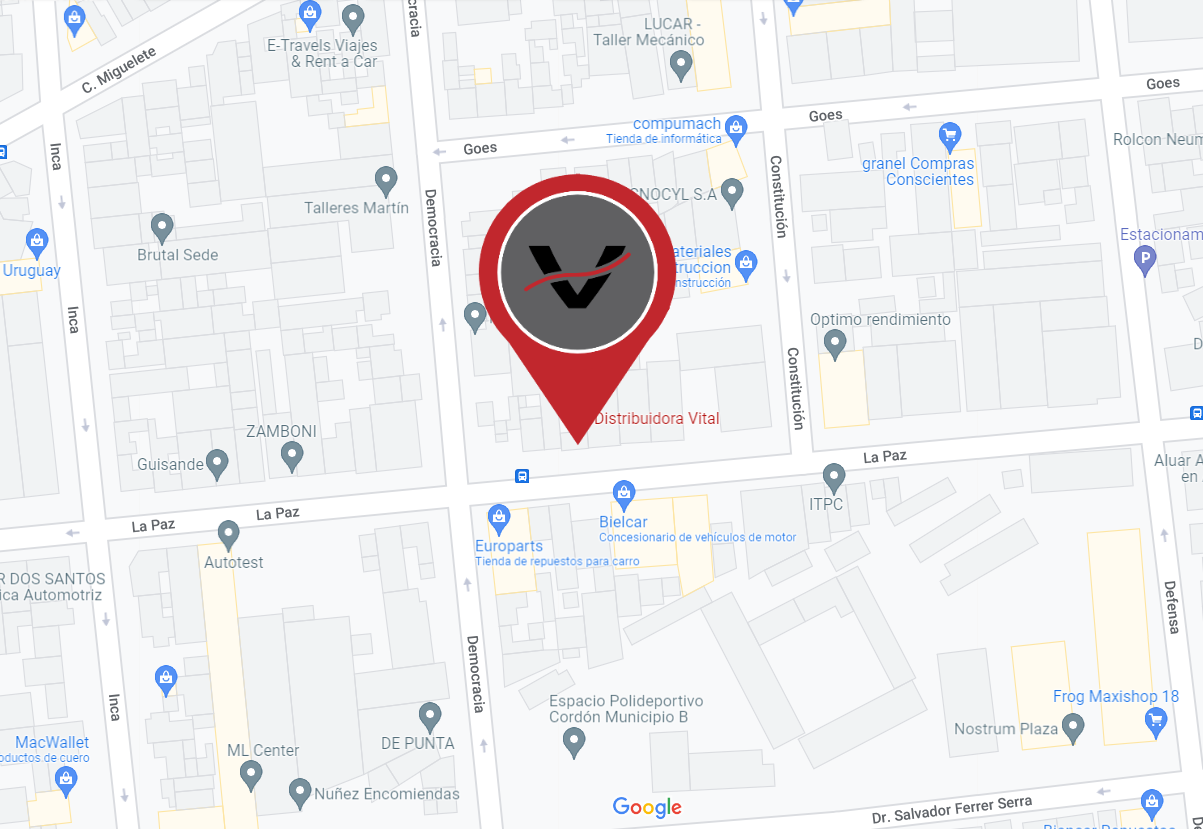 cracia
LUCAR -
Taller Mecánico
E-Travels Viajes
& Rent a Car
C. Miguelete
Goes
Goes
Goes
compumach
Tienda de informática
Rolcon
granel Compras
Conscientes
Inca
Constitución
Talleres Martín
CNOCYL S.A
Democracia
Brutal Sede
Estacionam
P
Uruguay
ateriales
truccion
nstrucción
Inca
Optimo rendimiento
Constitución
Distribuidora Vital
ZAMBONI
Guisande
La Paz
Aluar A
en
ITPC
La Paz
La Paz
Bielcar
Concesionario de vehículos de motor
Europarts
Tienda de repuestos para carro
Autotest
R DOS SANTOS
ica Automotriz
Defensa
Democracia
Inca
Espacio Polideportivo
Cordón Municipio B
Frog Maxishop 18
Nostrum Plaza
DE PUNTA
MacWallet
oductos de cuero
ML Center
Nuñez Encomiendas
Google
Dr. Salvador Ferrer Serra